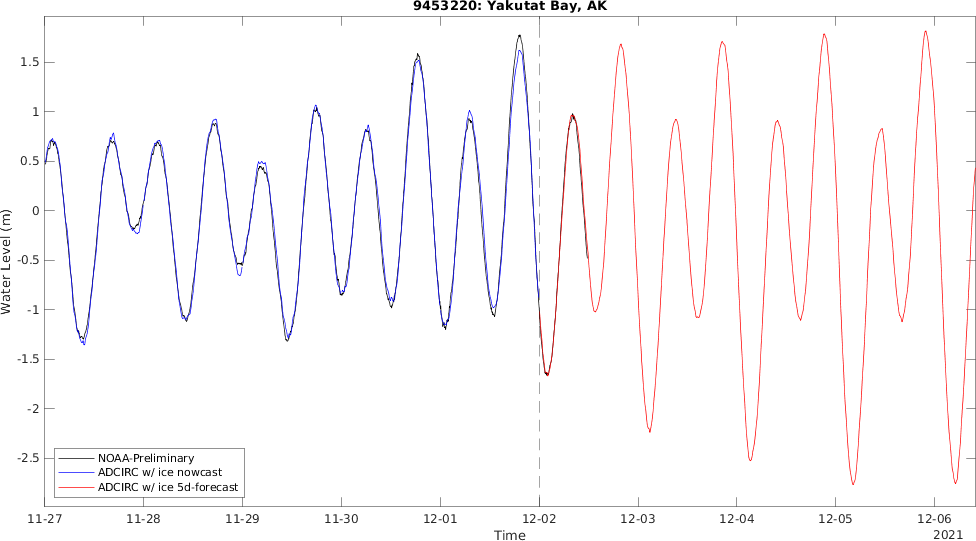 9453220: Yakutat Bay, AK
1.5
1
0.5
0
-0.5
-1
-1.5
-2
-2.5
Water Level (m)
NOAA-Preliminary
ADCIRC w/ ice nowcast
ADCIRC w/ ice 5d-forecast
11-27 11-28 11-29 11-30 12-01 12-02 12-03 12-04 12-05 12-06
Time
2021